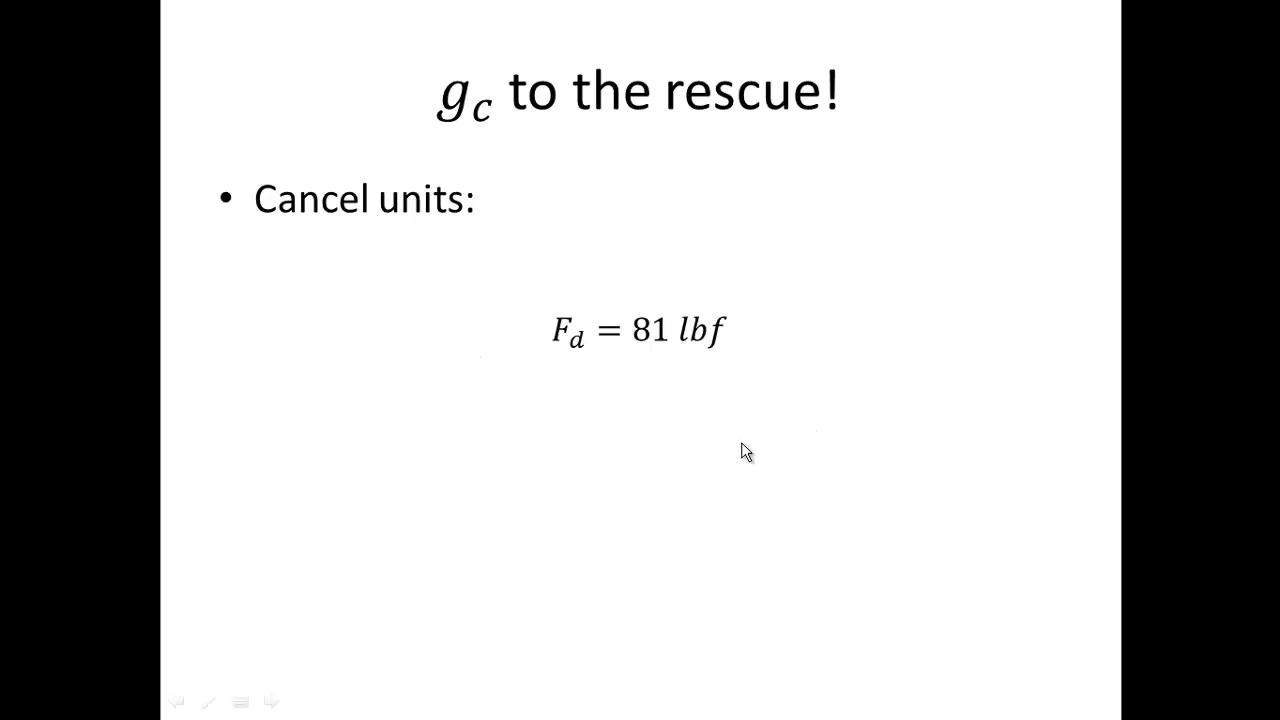 g_c to the rescue!
• Cancel units:
F_d = 81 lbf